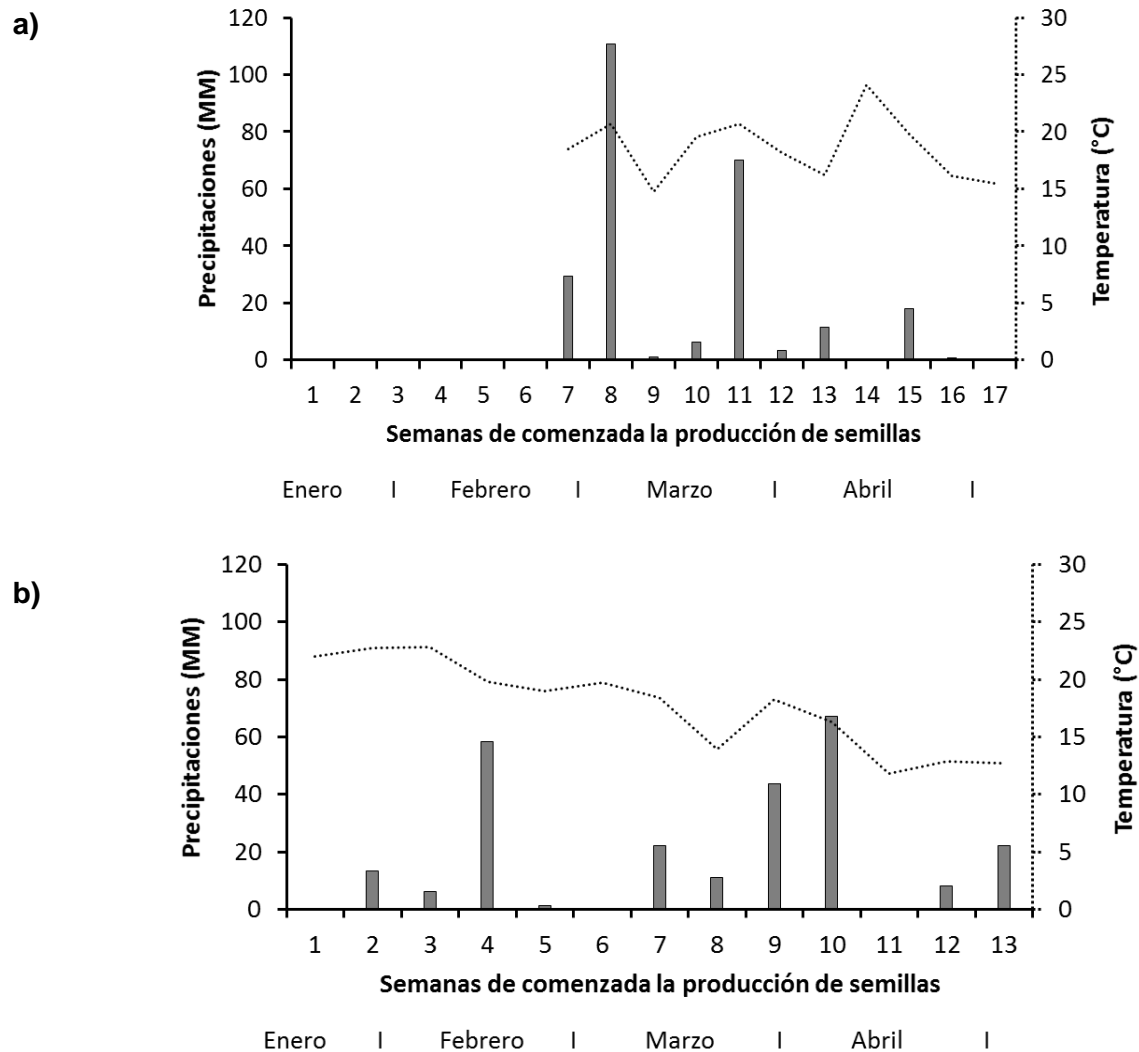 a)
Precipitaciones (MM)
120
100
80
60
40
20
0
30
25
20
15
10
5
0
Temperatura (°C)
1 2 3 4 5 6 7 8 9 10 11 12 13 14 15 16 17
Semanas de comenzada la producción de semillas
Enero I Febrero I Marzo I Abril I
b)
Precipitaciones (MM)
120
100
80
60
40
20
0
30
25
20
15
10
5
0
Temperatura (°C)
1 2 3 4 5 6 7 8 9 10 11 12 13
Semanas de comenzada la producción de semillas
Enero I Febrero I Marzo I Abril I